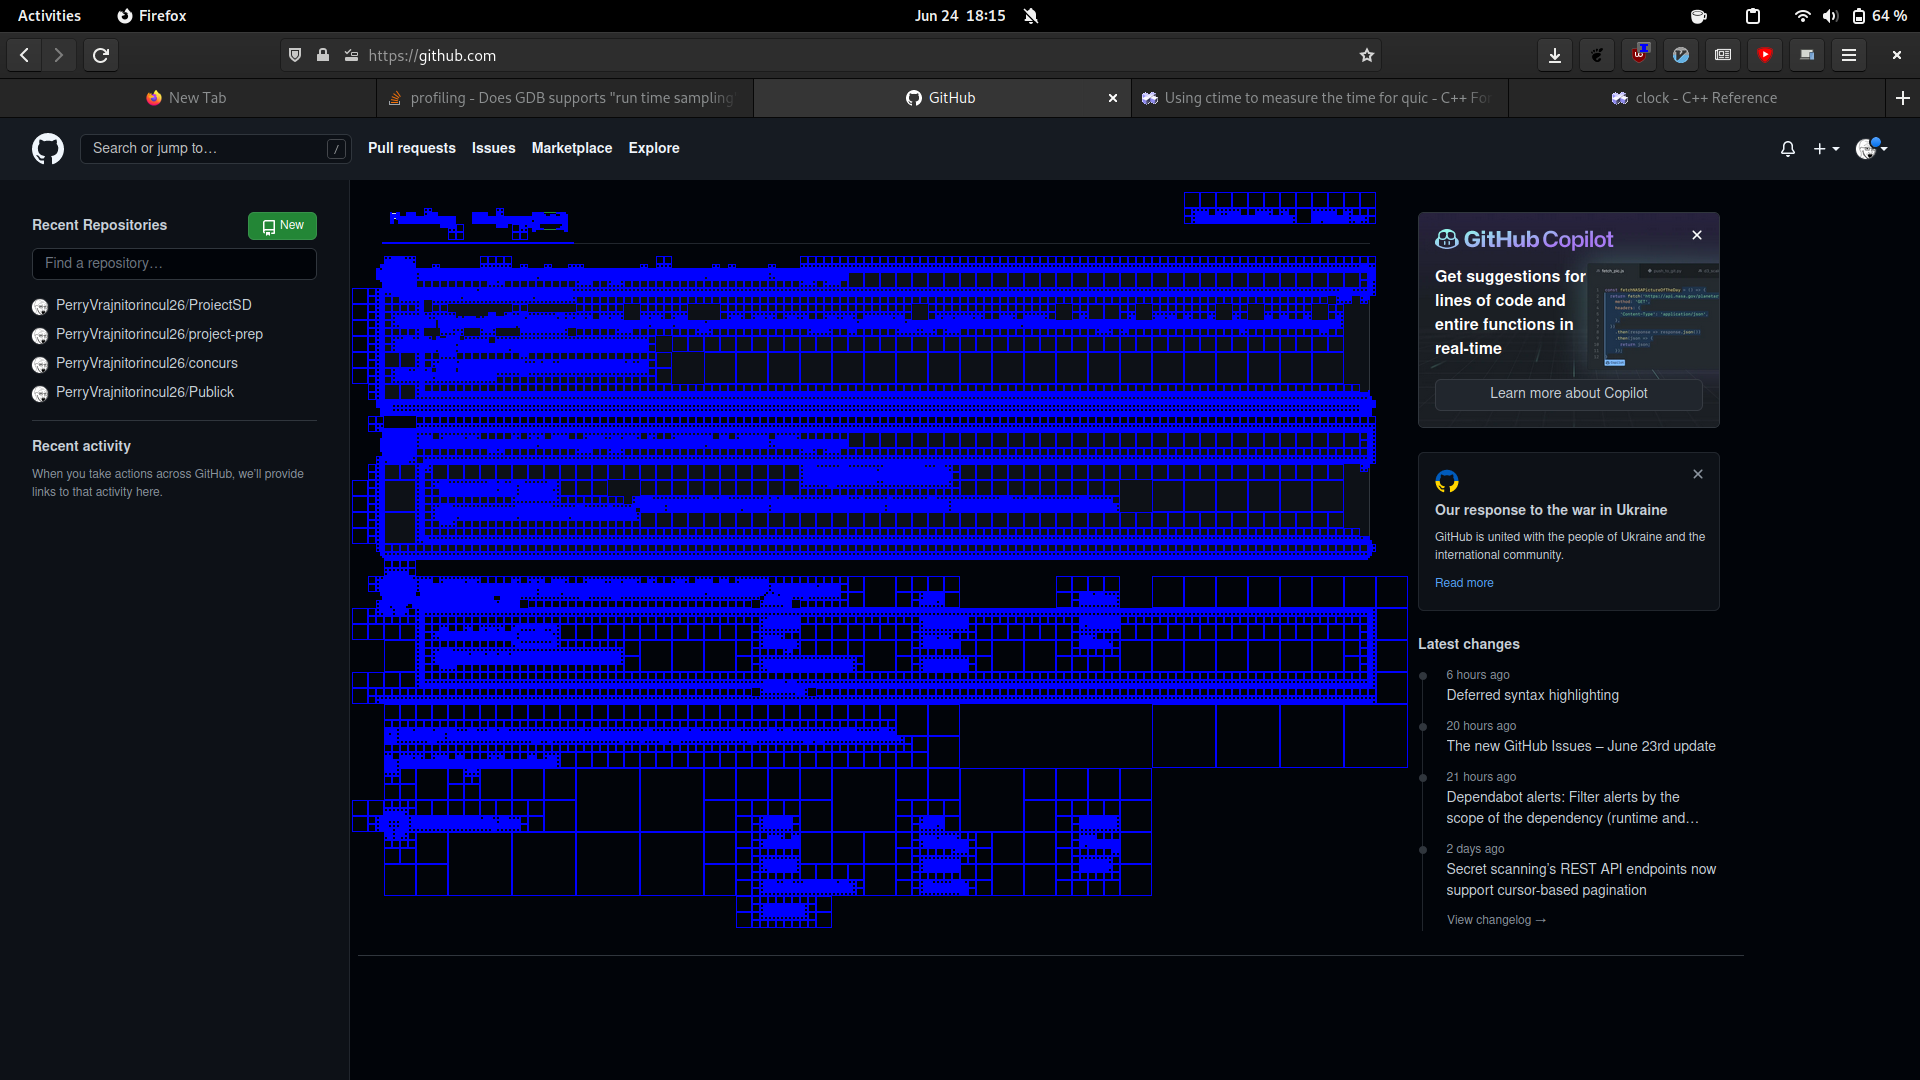 Activities Firefox Jun 24 18:15 64 %
https://github.com
New Tab profiling - Does GDB supports "run time sampling" GitHub Using ctime to measure the time for quic - C++ For clock - C++ Reference
Search or jump to… / Pull requests Issues Marketplace Explore
Recent Repositories New
Find a repository…
PerryVrajnitorincul26/ProiectSD
PerryVrajnitorincul26/project-prep
PerryVrajnitorincul26/concurs
PerryVrajnitorincul26/Publick
Recent activity
When you take actions across GitHub, we'll provide
links to that activity here.
GitHub Copilot
Get suggestions for
lines of code and
entire functions in
real-time
Learn more about Copilot
Our response to the war in Ukraine
GitHub is united with the people of Ukraine and the
international community.
Read more
Latest changes
6 hours ago
Deferred syntax highlighting
20 hours ago
The new GitHub Issues – June 23rd update
21 hours ago
Dependabot alerts: Filter alerts by the
scope of the dependency (runtime and…
2 days ago
Secret scanning's REST API endpoints now
support cursor-based pagination
View changelog →